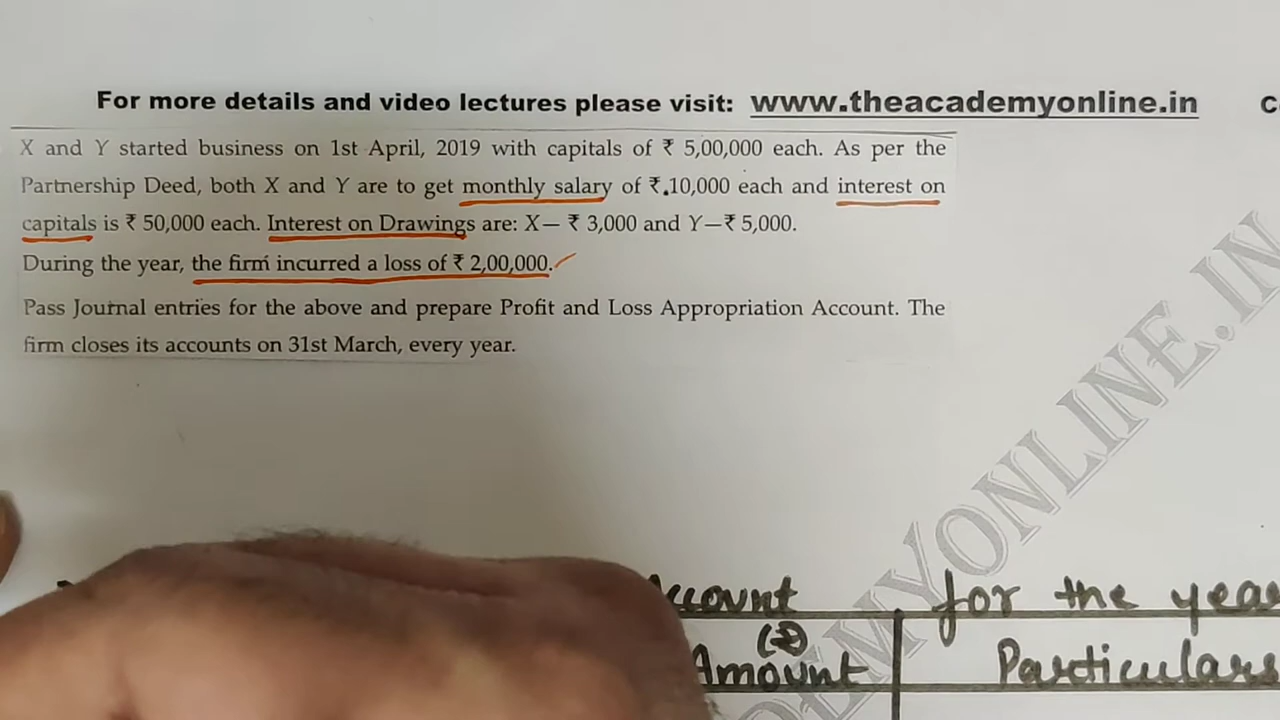 For more details and video lectures please visit: www.theacademyonline.in C
X and Y started business on 1st April, 2019 with capitals of ₹ 5,00,000 each. As per the
Partnership Deed, both X and Y are to get monthly salary of ₹ 10,000 each and interest on
capitals is ₹ 50,000 each. Interest on Drawings are: X— ₹ 3,000 and Y—₹ 5,000.
During the year, the firm incurred a loss of ₹ 2,00,000.
Pass Journal entries for the above and prepare Profit and Loss Appropriation Account. The
firm closes its accounts on 31st March, every year.
ccount for the year
(₹)
Amount Particulars
DEMYONLINE.IN